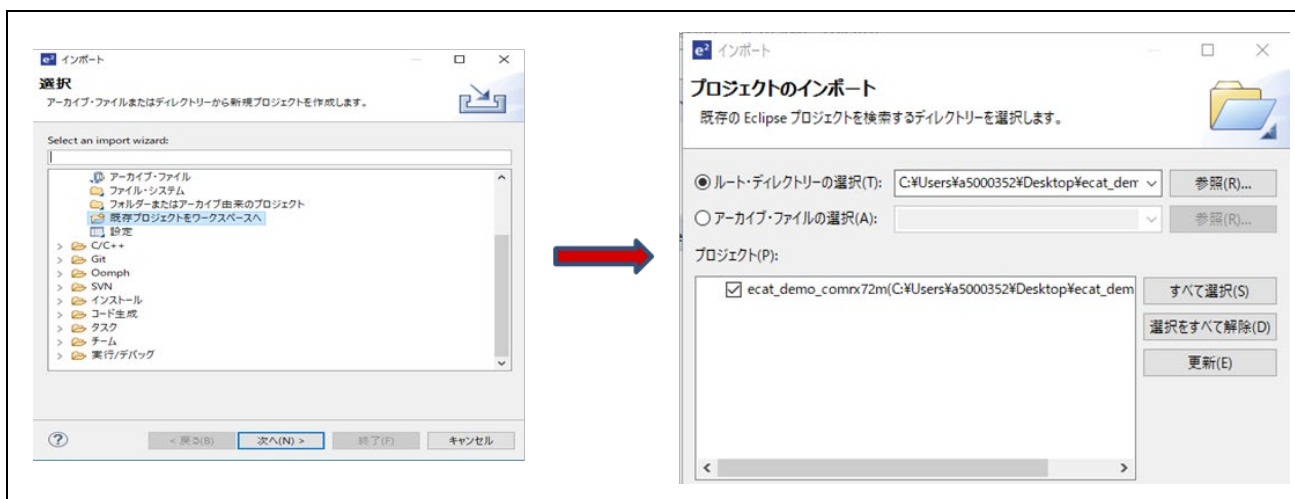 e² インポート
選択
アーカイブ・ファイルまたはディレクトリーから新規プロジェクトを作成します。
Select an import wizard:
アーカイブ・ファイル
ファイル・システム
フォルダーまたはアーカイブ由来のプロジェクト
既存プロジェクトをワークスペースへ
設定
> C/C++
> Git
> Oomph
> SVN
> インストール
> コード生成
> タスク
> チーム
> 実行/デバッグ
? < 戻る(B) 次へ(N) > 終了(F) キャンセル
e² インポート
プロジェクトのインポート
既存の Eclipse プロジェクトを検索するディレクトリーを選択します。
ルート・ディレクトリーの選択(T): C:¥Users¥a5000352¥Desktop¥ecat_dem 参照(R)...
アーカイブ・ファイルの選択(A): 参照(R)...
プロジェクト(P):
ecat_demo_comrx72m(C:¥Users¥a5000352¥Desktop¥ecat_dem
すべて選択(S)
選択をすべて解除(D)
更新(E)